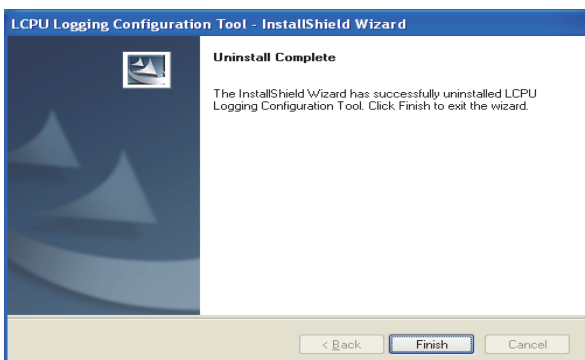 LCPU Logging Configuration Tool - InstallShield Wizard
Uninstall Complete
The InstallShield Wizard has successfully uninstalled LCPU
Logging Configuration Tool. Click Finish to exit the wizard.
< Back
Finish
Cancel